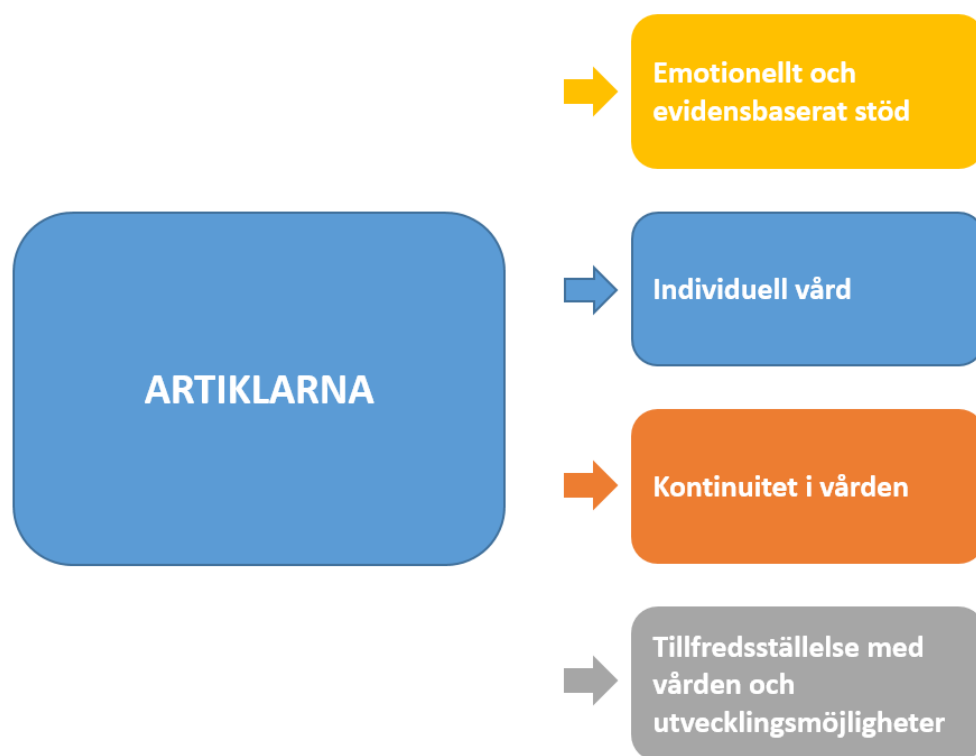 Emotionellt och
evidensbaserat stöd
Individuell vård
ARTIKLARNA
Kontinuitet i vården
Tillfredsställelse med
vården och
utvecklingsmöjligheter